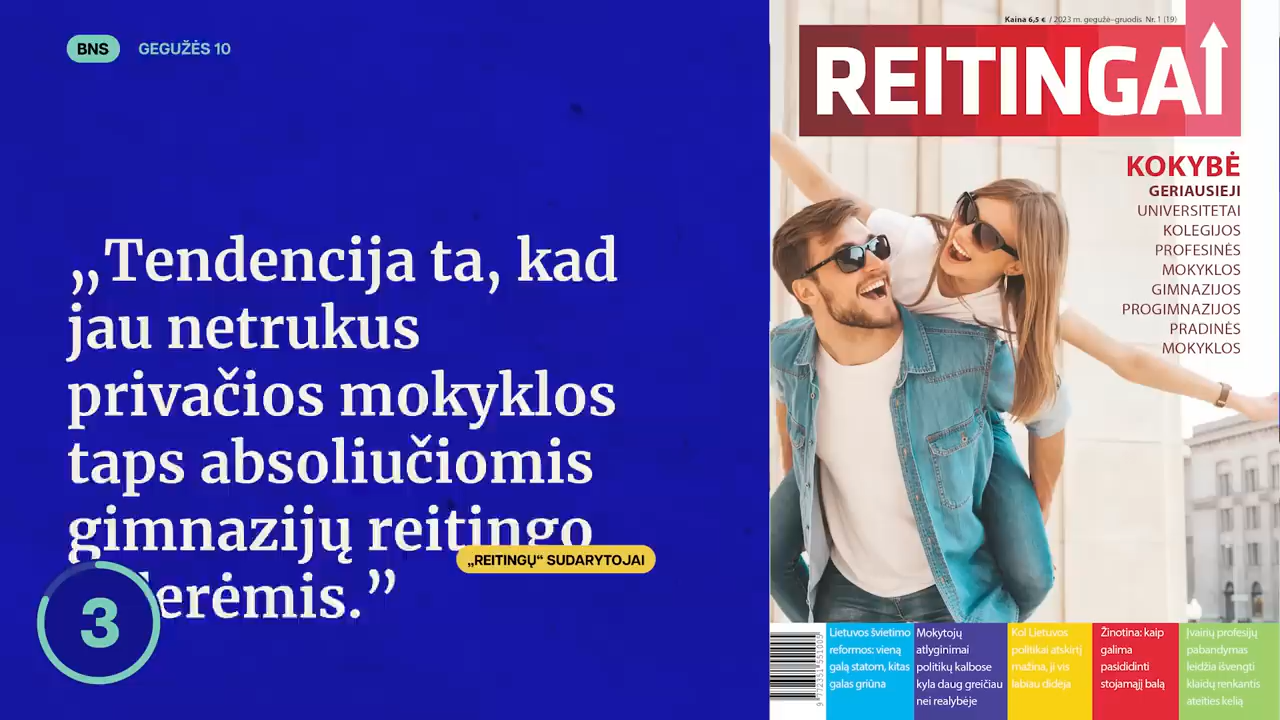 BNS GEGUŽĖS 10
„Tendencija ta, kad
jau netrukus
privačios mokyklos
taps absoliučiomis
gimnazijų reitingo
erėmis.”
„REITINGŲ“ SUDARYTOJAI
3
Kaina 6,5 € / 2023 m. gegužė–gruodis Nr. 1 (19)
REITINGAI
KOKYBĖ
GERIAUSIEJI
UNIVERSITETAI
KOLEGIJOS
PROFESINĖS
MOKYKLOS
GIMNAZIJOS
PROGIMNAZIJOS
PRADINĖS
MOKYKLOS
Lietuvos švietimo
reformos: vieną
galą statom, kitas
galas griūna
Mokytojų
atlyginimai
politikų kalbose
kyla daug greičiau
nei realybėje
Kol Lietuvos
politikai atskirtį
mažina, ji vis
labiau didėja
Žinotina: kaip
galima
pasididinti
stojamąjį balą
Įvairių profesijų
pabandymas
leidžia išvengti
klaidų renkantis
ateities kelią